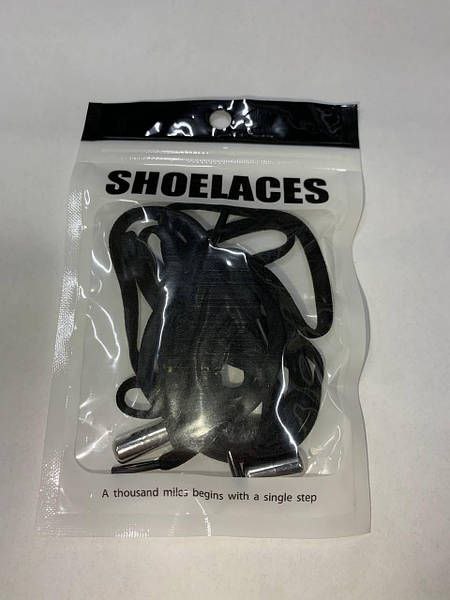 SHOELACES
A thousand miles begins with a single step